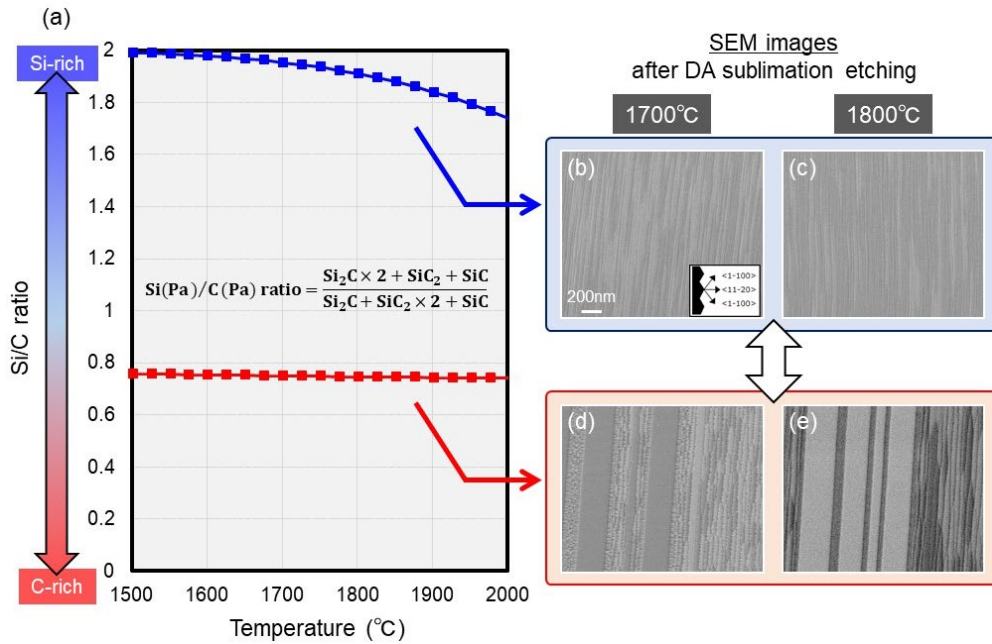 (a)
Si-rich
C-rich
Si/C ratio
2
1.8
1.6
1.4
1.2
1
0.8
0.6
0.4
0.2
0
Si(Pa)/C(Pa) ratio = (Si₂C × 2 + SiC₂ + SiC) / (Si₂C + SiC₂ × 2 + SiC)
1500 1600 1700 1800 1900 2000
Temperature (℃)
SEM images
after DA sublimation etching
1700℃ 1800℃
(b) (c)
200nm
<1-100>
<11-20>
<1-100>
(d) (e)